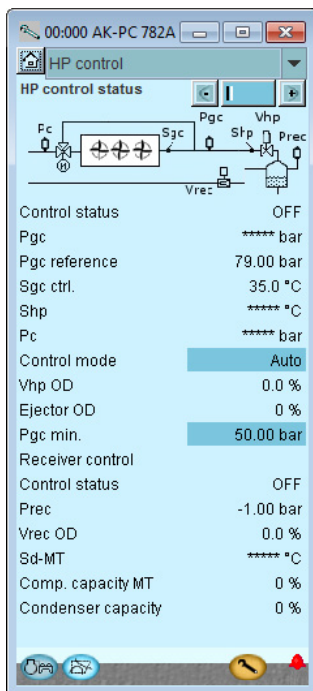 00:000 AK-PC 782A
HP control
HP control status
Pc
Sgc
Pgc
Shp
Vhp
Prec
M
Vrec
Control status OFF
Pgc ***** bar
Pgc reference 79.00 bar
Sgc ctrl. 35.0 °C
Shp ***** °C
Pc ***** bar
Control mode Auto
Vhp OD 0.0 %
Ejector OD 0 %
Pgc min. 50.00 bar
Receiver control
Control status OFF
Prec -1.00 bar
Vrec OD 0.0 %
Sd-MT ***** °C
Comp. capacity MT 0 %
Condenser capacity 0 %